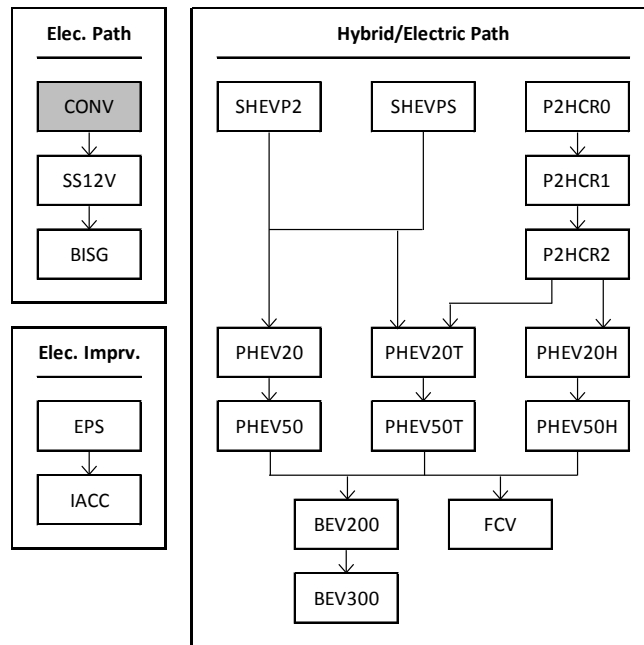 Elec. Path
CONV
SS12V
BISG
Elec. Imprv.
EPS
IACC
Hybrid/Electric Path
SHEVP2 SHEVPS P2HCR0
P2HCR1
P2HCR2
PHEV20 PHEV20T PHEV20H
PHEV50 PHEV50T PHEV50H
BEV200 FCV
BEV300